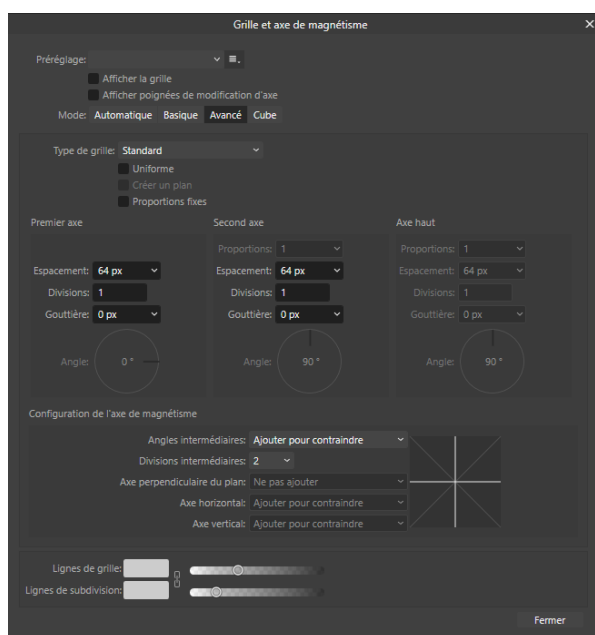 Grille et axe de magnétisme
Préréglage:
Afficher la grille
Afficher poignées de modification d'axe
Mode: Automatique Basique Avancé Cube
Type de grille: Standard
Uniforme
Créer un plan
Proportions fixes
Premier axe Second axe Axe haut
Proportions: 1 Proportions: 1
Espacement: 64 px Espacement: 64 px Espacement: 64 px
Divisions: 1 Divisions: 1 Divisions: 1
Gouttière: 0 px Gouttière: 0 px Gouttière: 0 px
Angle: 0 ° Angle: 90 ° Angle: 90 °
Configuration de l'axe de magnétisme
Angles intermédiaires: Ajouter pour contraindre
Divisions intermédiaires: 2
Axe perpendiculaire du plan: Ne pas ajouter
Axe horizontal: Ajouter pour contraindre
Axe vertical: Ajouter pour contraindre
Lignes de grille:
Lignes de subdivision:
Fermer